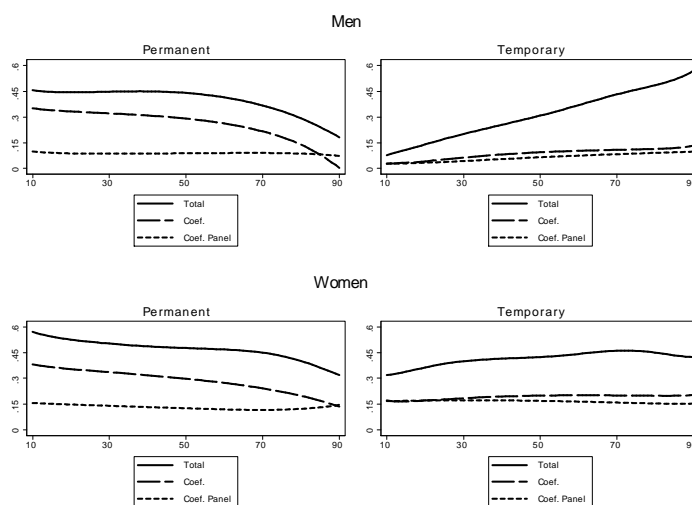 Men
Permanent
Temporary
.6
.45
.3
.15
0
10
30
50
70
90
Total
Coef.
Coef. Panel
.6
.45
.3
.15
0
10
30
50
70
90
Total
Coef.
Coef. Panel
Women
Permanent
Temporary
.6
.45
.3
.15
0
10
30
50
70
90
Total
Coef.
Coef. Panel
.6
.45
.3
.15
0
10
30
50
70
90
Total
Coef.
Coef. Panel